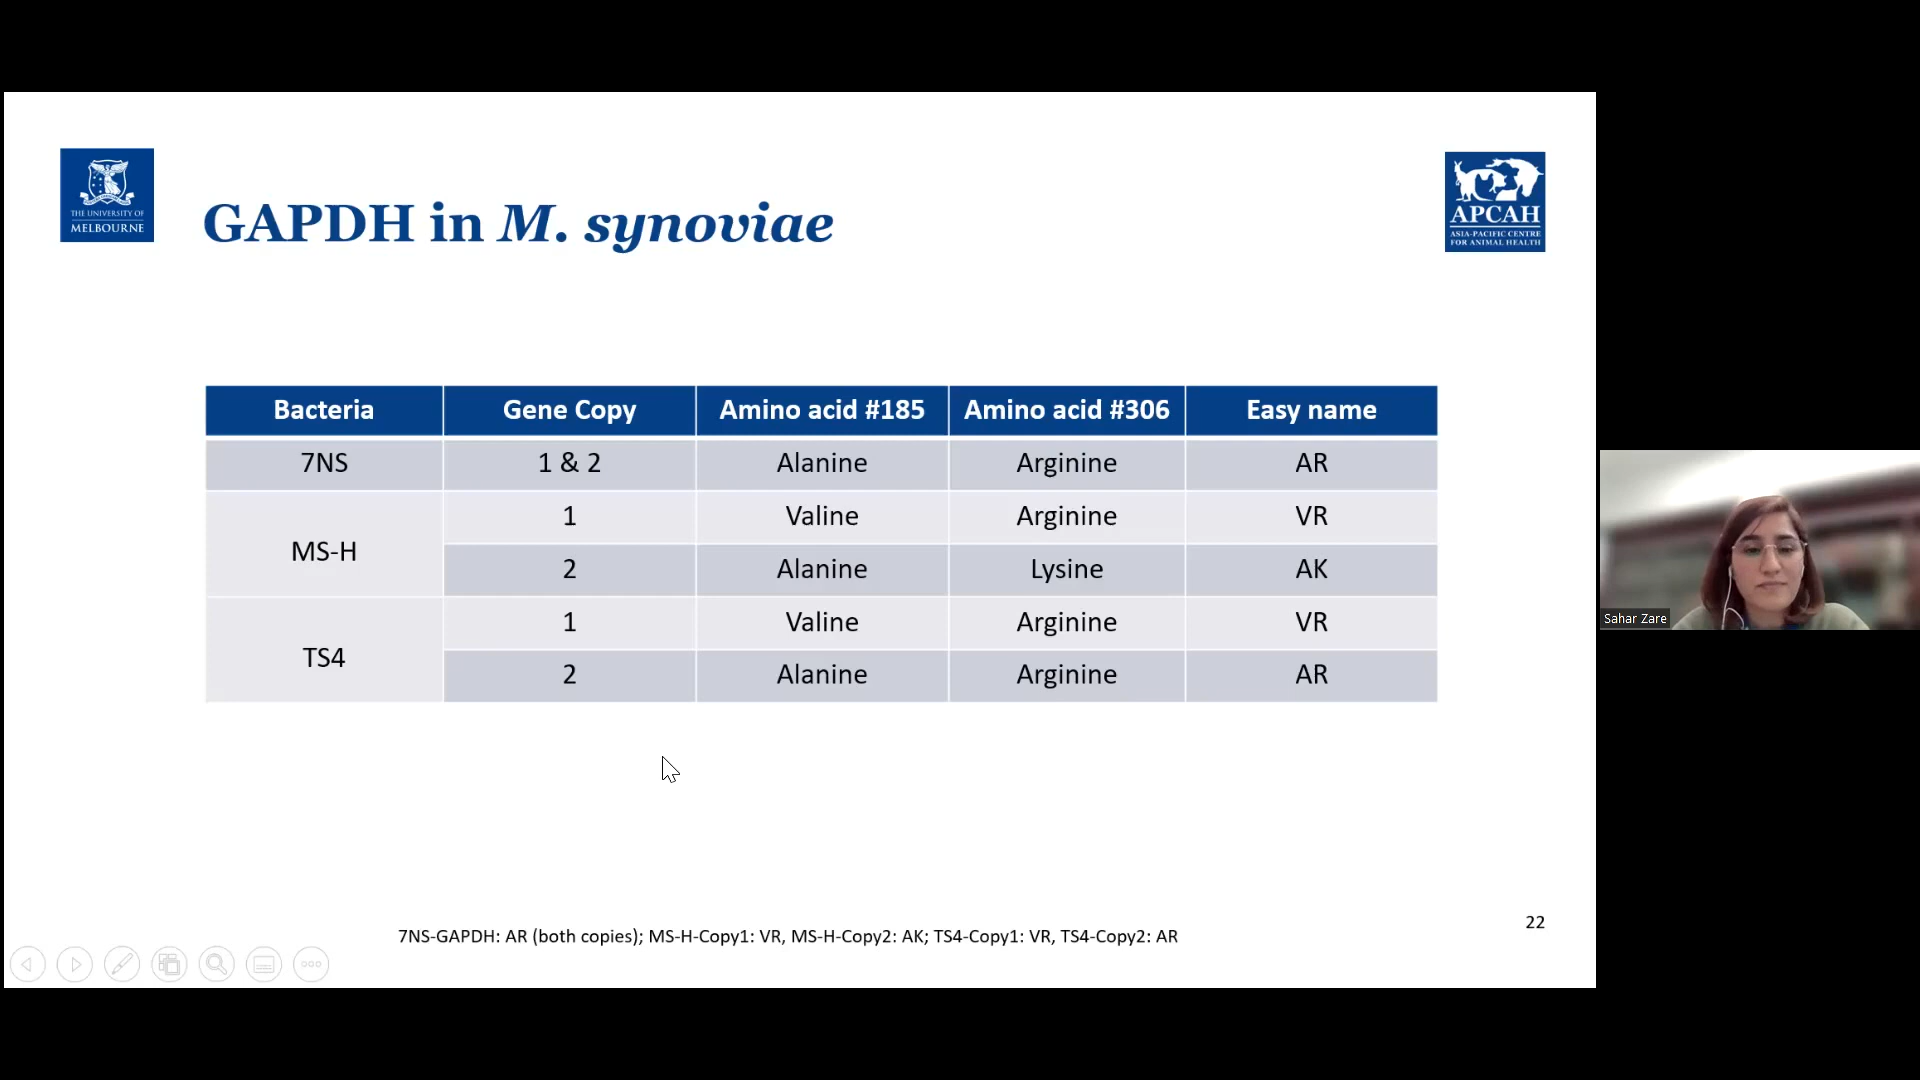 THE UNIVERSITY OF
MELBOURNE
GAPDH in M. synoviae
APCAH
ASIA-PACIFIC CENTRE
FOR ANIMAL HEALTH
Bacteria Gene Copy Amino acid #185 Amino acid #306 Easy name
7NS 1 & 2 Alanine Arginine AR
MS-H 1 Valine Arginine VR
2 Alanine Lysine AK
TS4 1 Valine Arginine VR
2 Alanine Arginine AR
Sahar Zare
7NS-GAPDH: AR (both copies); MS-H-Copy1: VR, MS-H-Copy2: AK; TS4-Copy1: VR, TS4-Copy2: AR
22